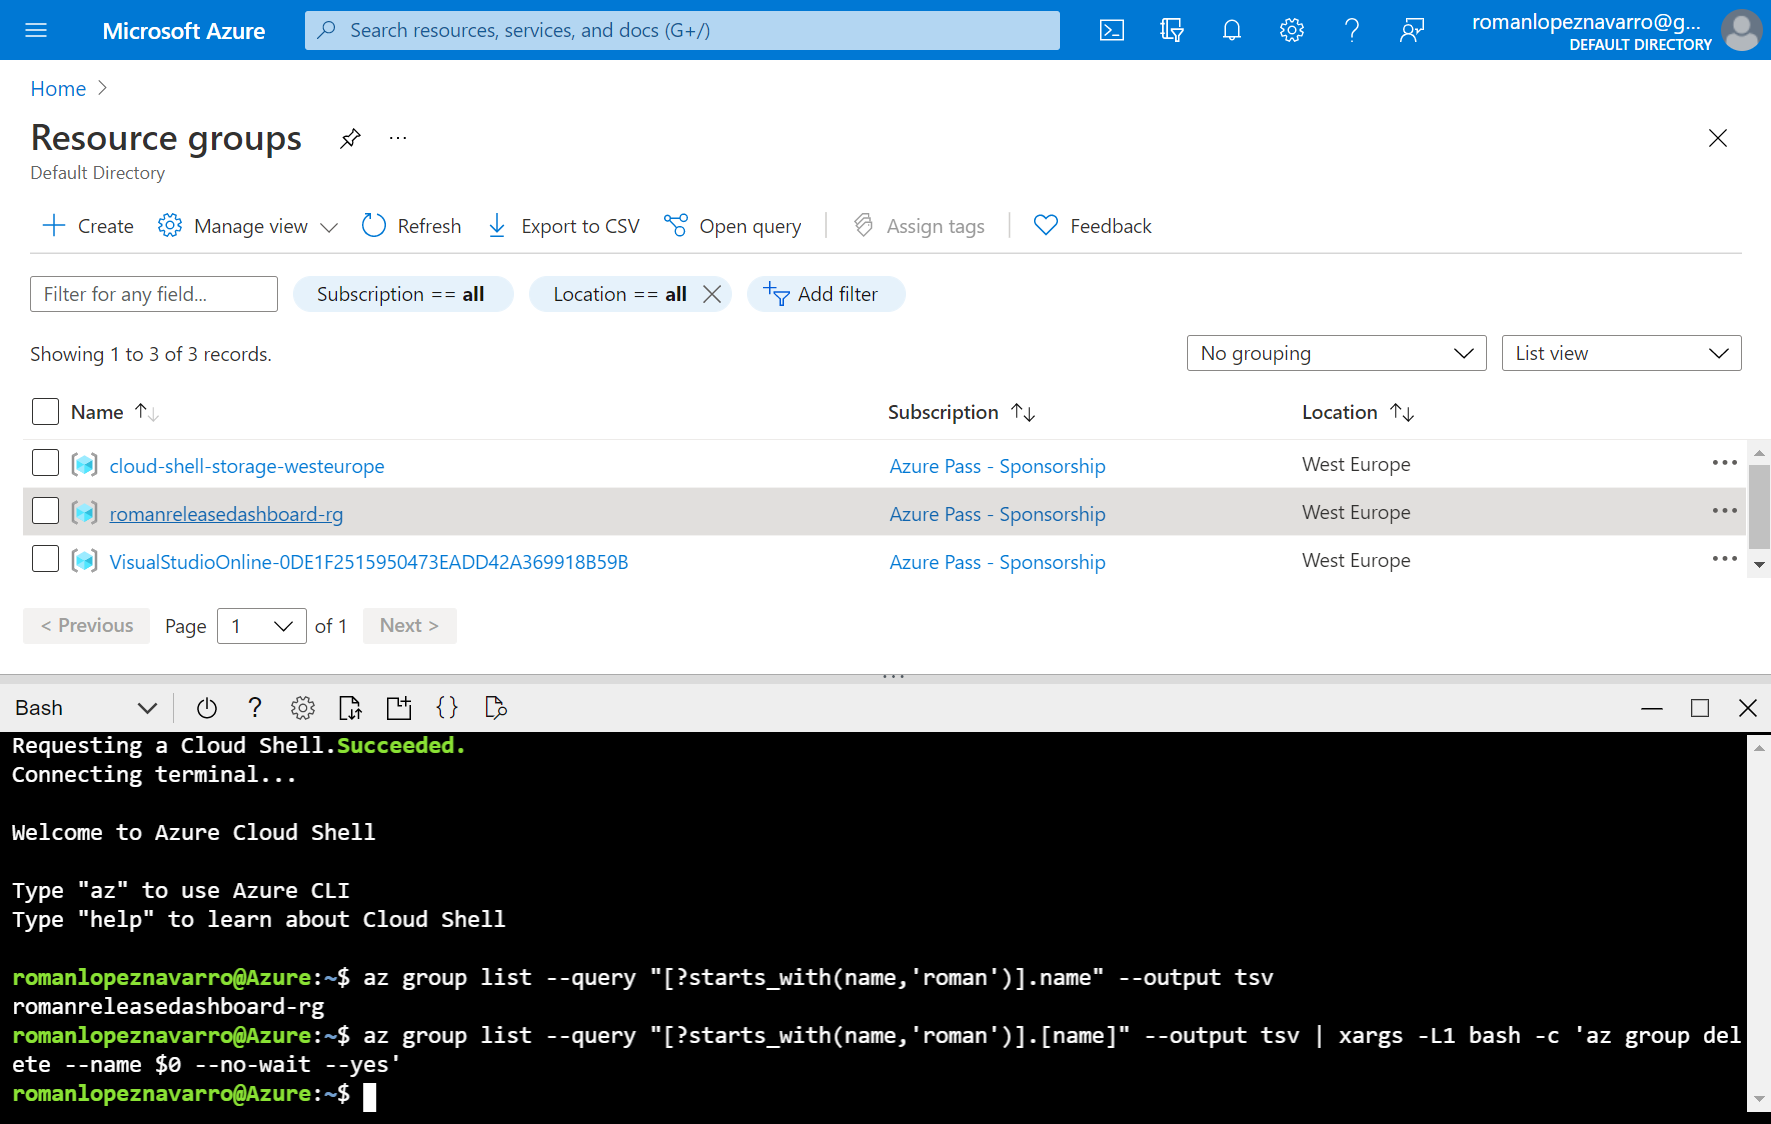 Microsoft Azure
Search resources, services, and docs (G+/)
romanlopeznavarro@g...
DEFAULT DIRECTORY
Home
Resource groups
Default Directory
Create
Manage view
Refresh
Export to CSV
Open query
Assign tags
Feedback
Filter for any field...
Subscription == all
Location == all
Add filter
Showing 1 to 3 of 3 records.
No grouping
List view
Name
Subscription
Location
cloud-shell-storage-westeurope
Azure Pass - Sponsorship
West Europe
romanreleasedashboard-rg
Azure Pass - Sponsorship
West Europe
VisualStudioOnline-0DE1F2515950473EADD42A369918B59B
Azure Pass - Sponsorship
West Europe
< Previous
Page
1
of 1
Next >
Bash
Requesting a Cloud Shell.Succeeded.
Connecting terminal...
Welcome to Azure Cloud Shell
Type "az" to use Azure CLI
Type "help" to learn about Cloud Shell
romanlopeznavarro@Azure:~$ az group list --query "[?starts_with(name,'roman')].name" --output tsv
romanreleasedashboard-rg
romanlopeznavarro@Azure:~$ az group list --query "[?starts_with(name,'roman')].[name]" --output tsv | xargs -L1 bash -c 'az group del
ete --name $0 --no-wait --yes'
romanlopeznavarro@Azure:~$